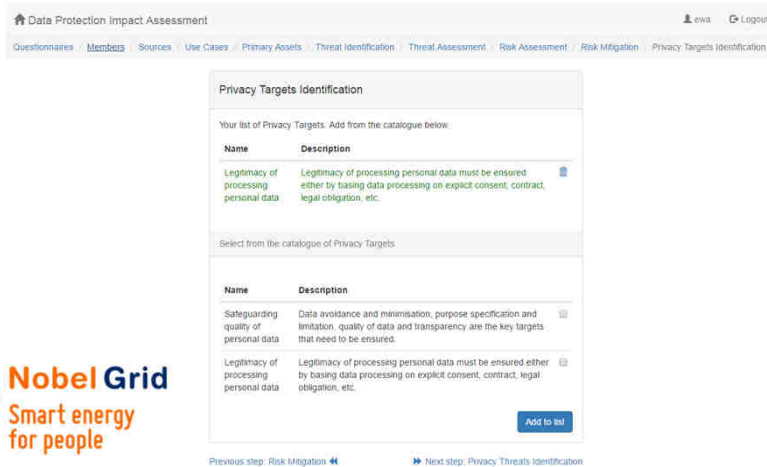 Data Protection Impact Assessment
ewa
Logout
Questionnaires / Members / Sources / Use Cases / Primary Assets / Threat Identification / Threat Assessment / Risk Assessment / Risk Mitigation / Privacy Targets Identification
Privacy Targets Identification
Your list of Privacy Targets. Add from the catalogue below.
Name Description
Legitimacy of Legitimacy of processing personal data must be ensured
processing either by basing data processing on explicit consent, contract,
personal data legal obligation, etc.
Select from the catalogue of Privacy Targets
Name Description
Safeguarding Data avoidance and minimisation, purpose specification and
quality of limitation, quality of data and transparency are the key targets
personal data that need to be ensured.
Legitimacy of Legitimacy of processing personal data must be ensured either
processing by basing data processing on explicit consent, contract, legal
personal data obligation, etc.
Add to list
Previous step: Risk Mitigation
Next step: Privacy Threats Identification
Nobel Grid
Smart energy
for people